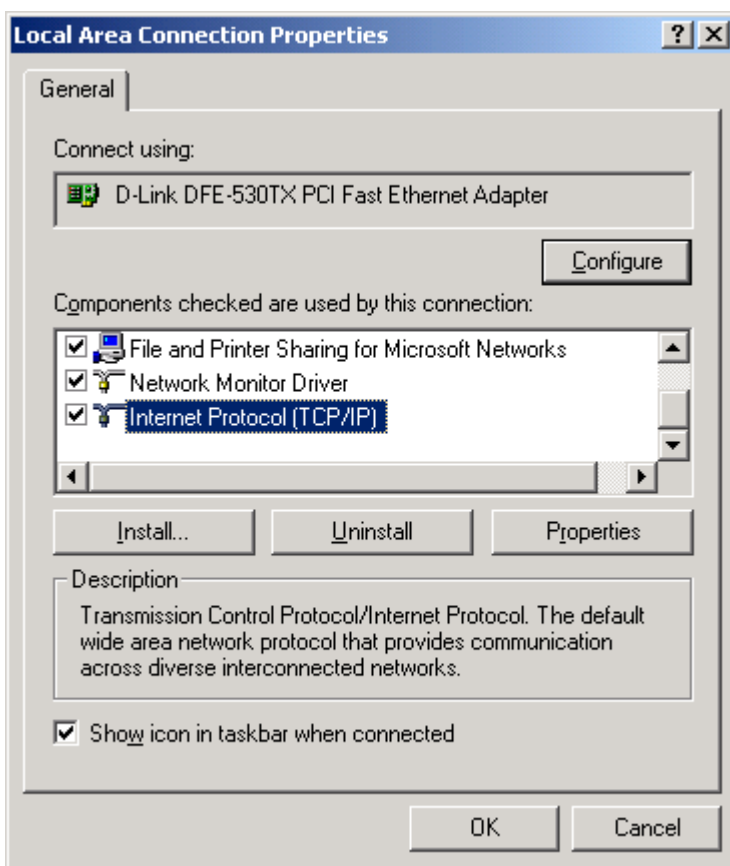 Local Area Connection Properties
General
Connect using:
D-Link DFE-530TX PCI Fast Ethernet Adapter
Configure
Components checked are used by this connection:
File and Printer Sharing for Microsoft Networks
Network Monitor Driver
Internet Protocol (TCP/IP)
Install... Uninstall Properties
Description
Transmission Control Protocol/Internet Protocol. The default
wide area network protocol that provides communication
across diverse interconnected networks.
Show icon in taskbar when connected
OK Cancel